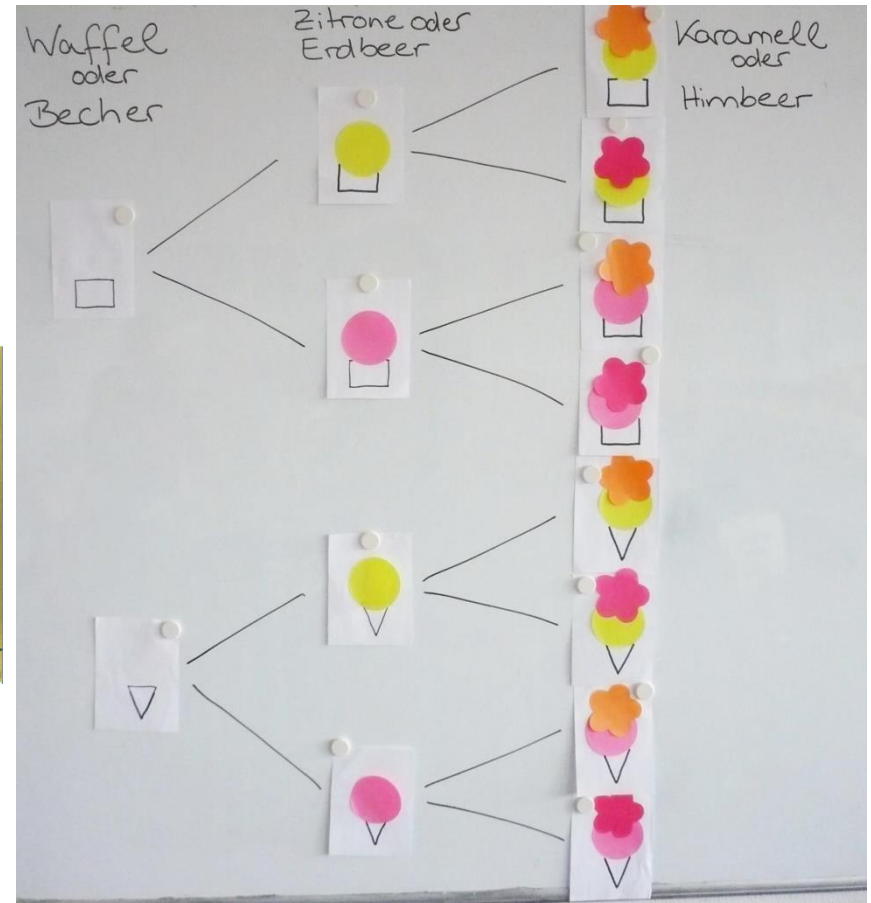 Waffel
oder
Becher
Zitrone oder
Erdbeer
Karamell
oder
Himbeer